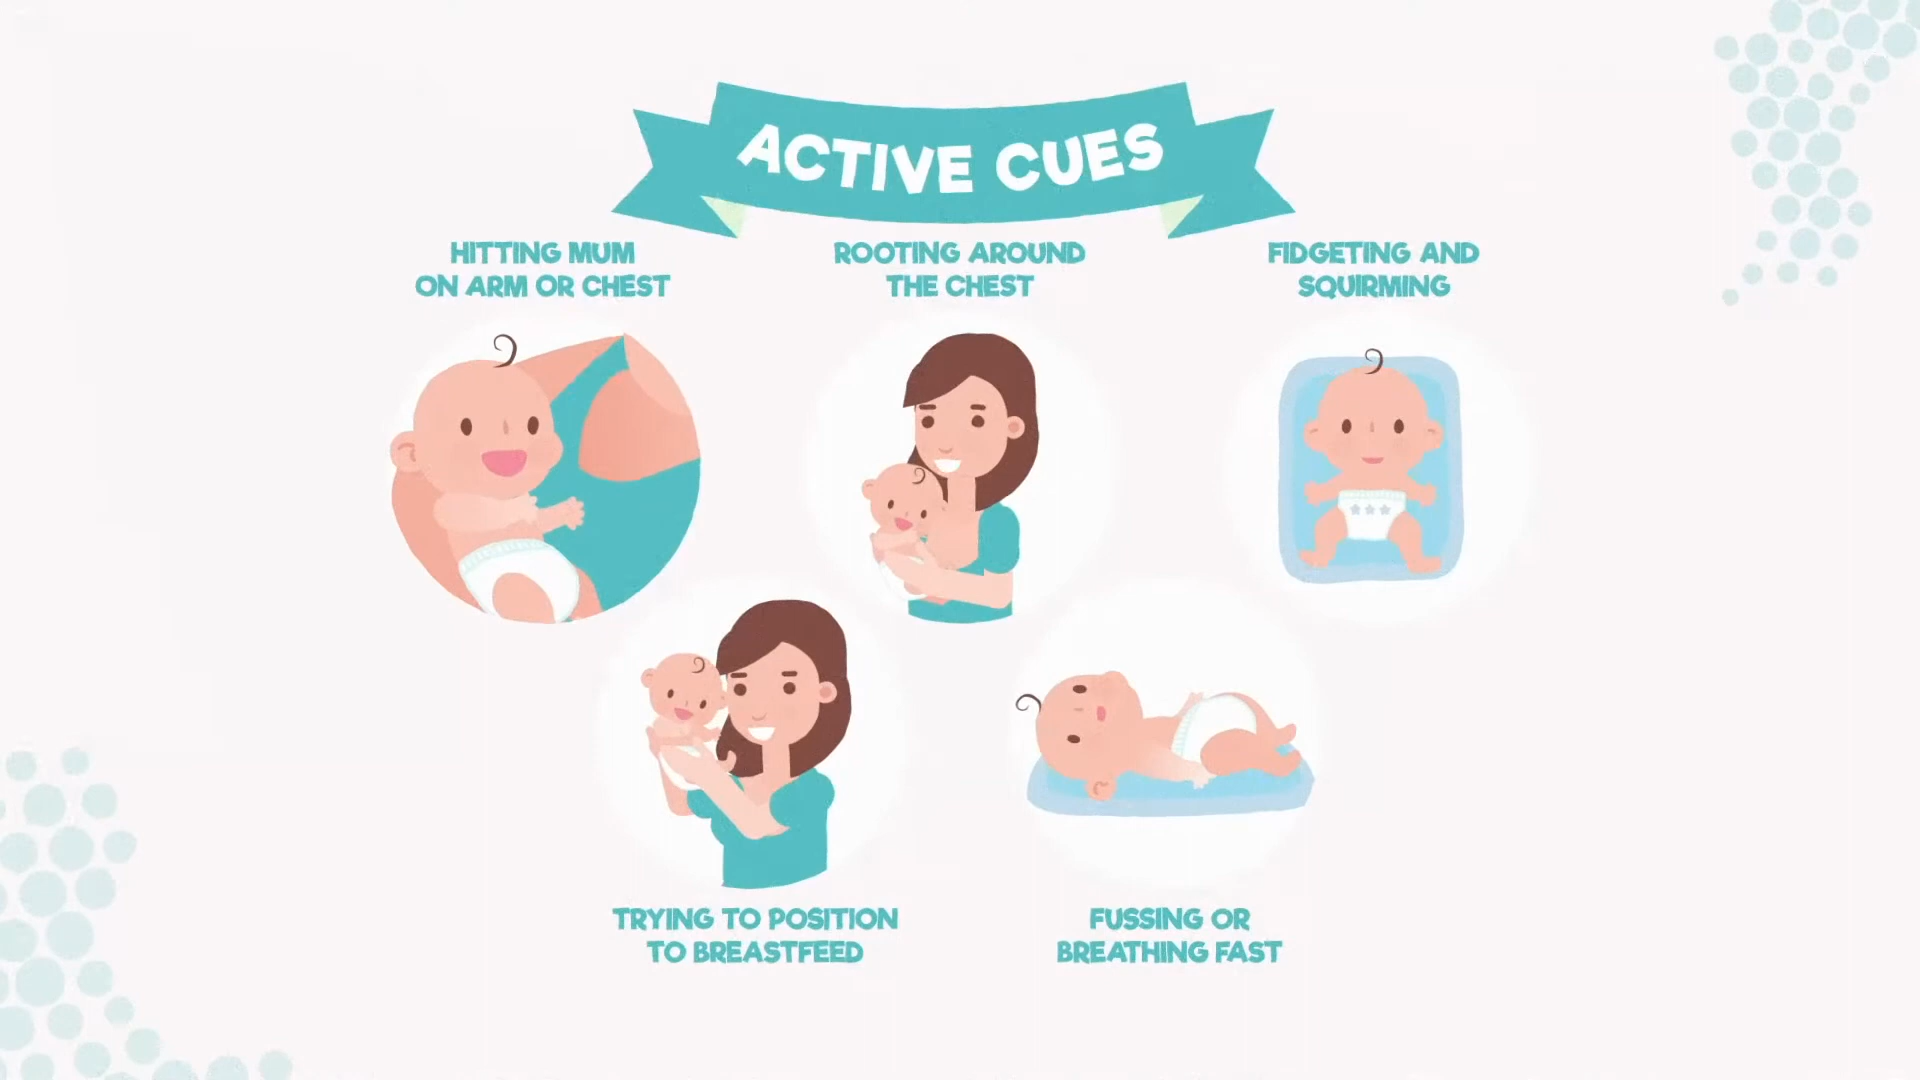 ACTIVE CUES
HITTING MUM
ON ARM OR CHEST
ROOTING AROUND
THE CHEST
FIDGETING AND
SQUIRMING
TRYING TO POSITION
TO BREASTFEED
FUSSING OR
BREATHING FAST